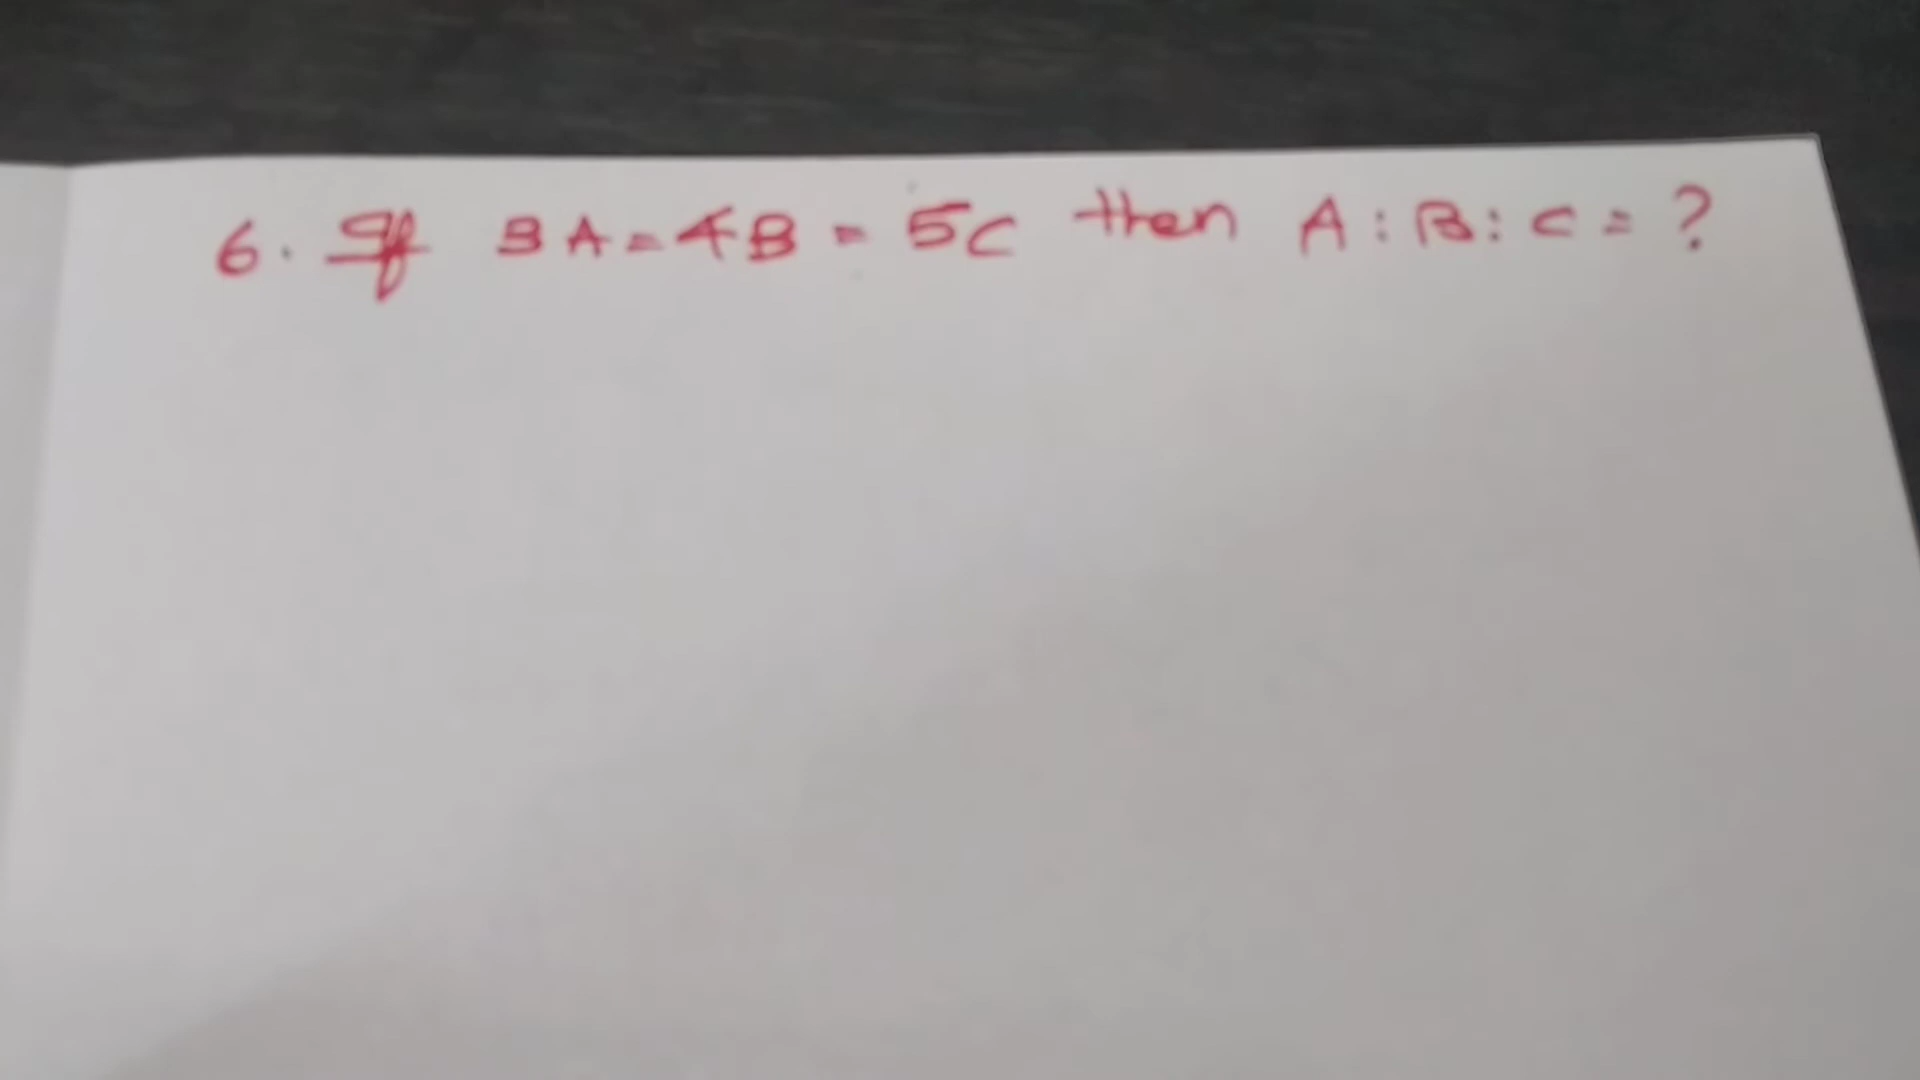 6. If 3A = 4B = 5C then A : B : C = ?